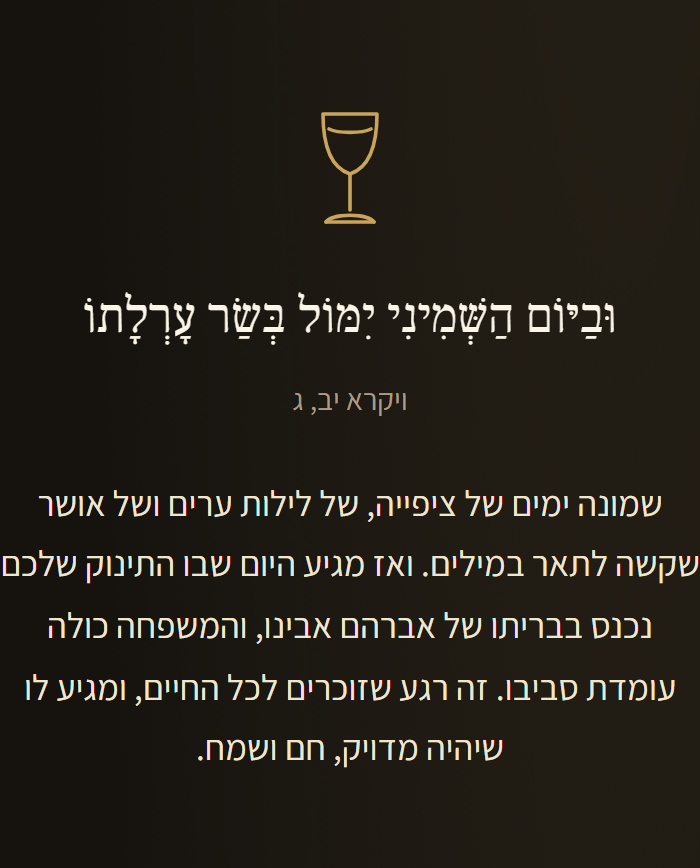 וּבַיּוֹם הַשְּׁמִינִי יִמּוֹל בְּשַׂר עָרְלָתוֹ
ויקרא יב, ג
שמונה ימים של ציפייה, של לילות ערים ושל אושר
שקשה לתאר במילים. ואז מגיע היום שבו התינוק שלכם
נכנס בבריתו של אברהם אבינו, והמשפחה כולה
עומדת סביבו. זה רגע שזוכרים לכל החיים, ומגיע לו
שיהיה מדויק, חם ושמח.